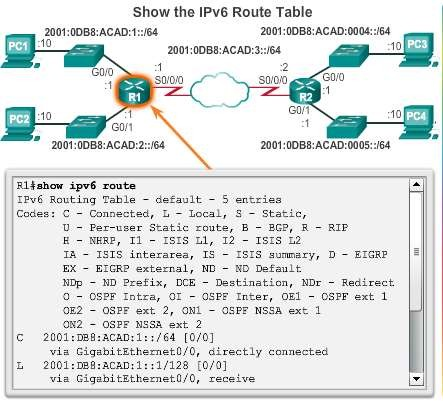 Show the IPv6 Route Table
2001:0DB8:ACAD:1::/64
2001:0DB8:ACAD:0004::/64
PC1
:10
2001:0DB8:ACAD:3::/64
:10
PC3
G0/0
:1
:1
S0/0/0
:2
S0/0/0
G0/0
:1
R1
R2
PC2
:10
:1
G0/1
:1
G0/1
:10
PC4
2001:0DB8:ACAD:2::/64
2001:0DB8:ACAD:0005::/64
R1#show ipv6 route
IPv6 Routing Table - default - 5 entries
Codes: C - Connected, L - Local, S - Static,
U - Per-user Static route, B - BGP, R - RIP
H - NHRP, I1 - ISIS L1, I2 - ISIS L2
IA - ISIS interarea, IS - ISIS summary, D - EIGRP
EX - EIGRP external, ND - ND Default
NDp - ND Prefix, DCE - Destination, NDr - Redirect
O - OSPF Intra, OI - OSPF Inter, OE1 - OSPF ext 1
OE2 - OSPF ext 2, ON1 - OSPF NSSA ext 1
ON2 - OSPF NSSA ext 2
C 2001:DB8:ACAD:1::/64 [0/0]
via GigabitEthernet0/0, directly connected
L 2001:DB8:ACAD:1::1/128 [0/0]
via GigabitEthernet0/0, receive